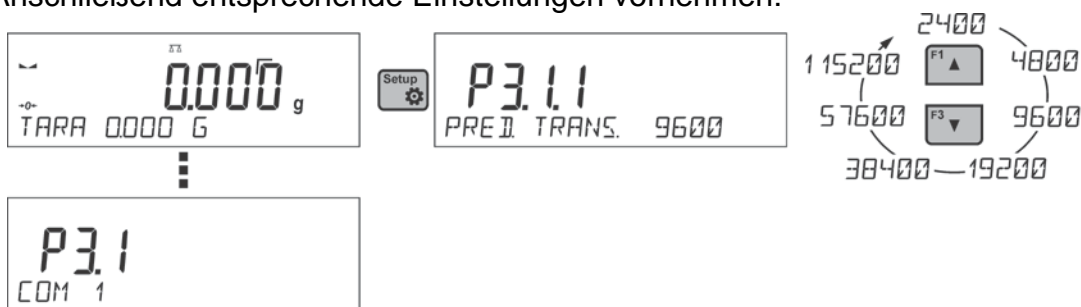 Anschließend entsprechende Einstellungen vornehmen.
0.000 g
→0←
TARA 0.000 G
Setup
P3.1.1
PRED. TRANS. 9600
2400
4800
9600
19200
38400
57600
115200
F1
F3
P3.1
COM 1